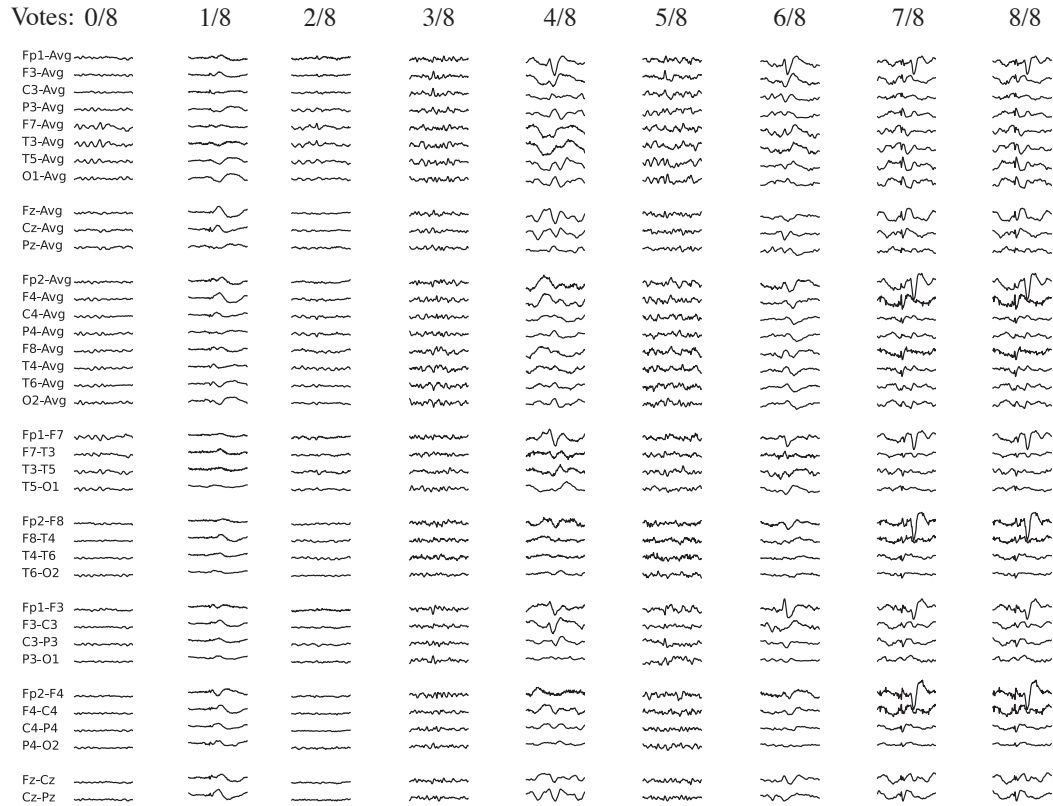 Votes: 0/8 1/8 2/8 3/8 4/8 5/8 6/8 7/8 8/8
Fp1-Avg
F3-Avg
C3-Avg
P3-Avg
F7-Avg
T3-Avg
T5-Avg
O1-Avg
Fz-Avg
Cz-Avg
Pz-Avg
Fp2-Avg
F4-Avg
C4-Avg
P4-Avg
F8-Avg
T4-Avg
T6-Avg
O2-Avg
Fp1-F7
F7-T3
T3-T5
T5-O1
Fp2-F8
F8-T4
T4-T6
T6-O2
Fp1-F3
F3-C3
C3-P3
P3-O1
Fp2-F4
F4-C4
C4-P4
P4-O2
Fz-Cz
Cz-Pz